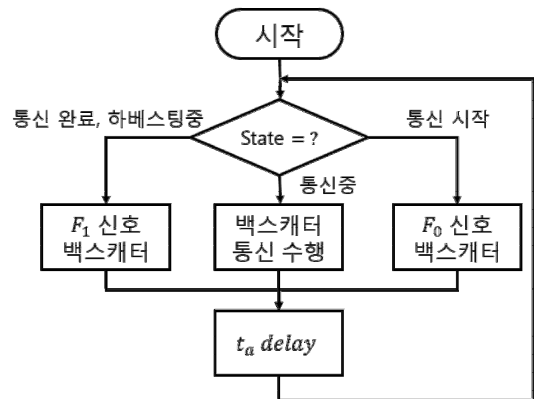 시작
통신 완료, 하베스팅중
State = ?
통신 시작
통신중
F₁ 신호
백스캐터
백스캐터
통신 수행
F₀ 신호
백스캐터
tₐ delay